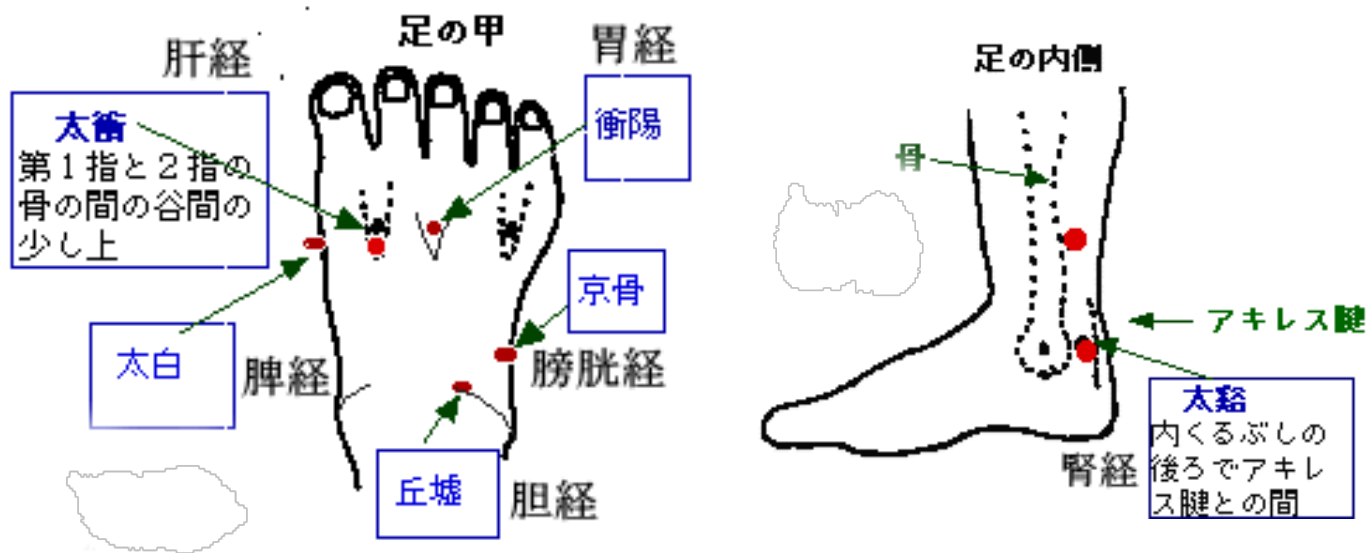 足の甲
肝経
胃経
太衝
第１指と２指の
骨の間の谷間の
少し上
衝陽
太白
脾経
京骨
膀胱経
丘墟
胆経
足の内側
骨
アキレス腱
太谿
内くるぶしの
後ろでアキレ
ス腱との間
腎経